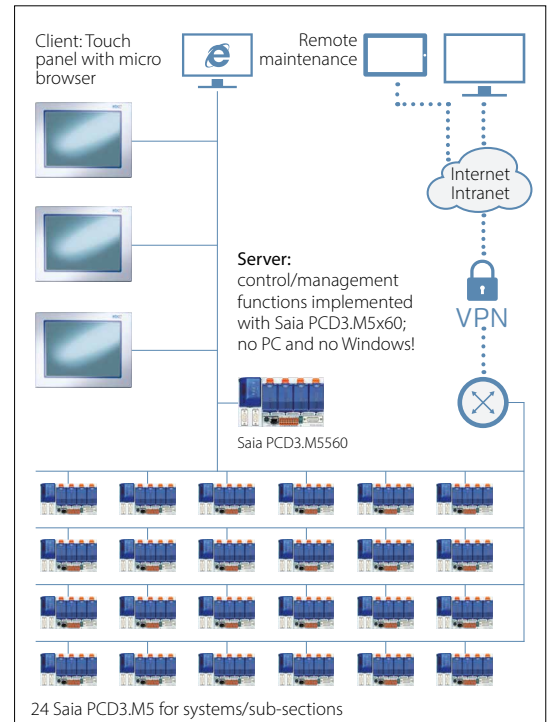 Client: Touch
panel with micro
browser
Remote
maintenance
Internet
Intranet
Server:
control/management
functions implemented
with Saia PCD3.M5x60;
no PC and no Windows!
VPN
Saia PCD3.M5560
24 Saia PCD3.M5 for systems/sub-sections